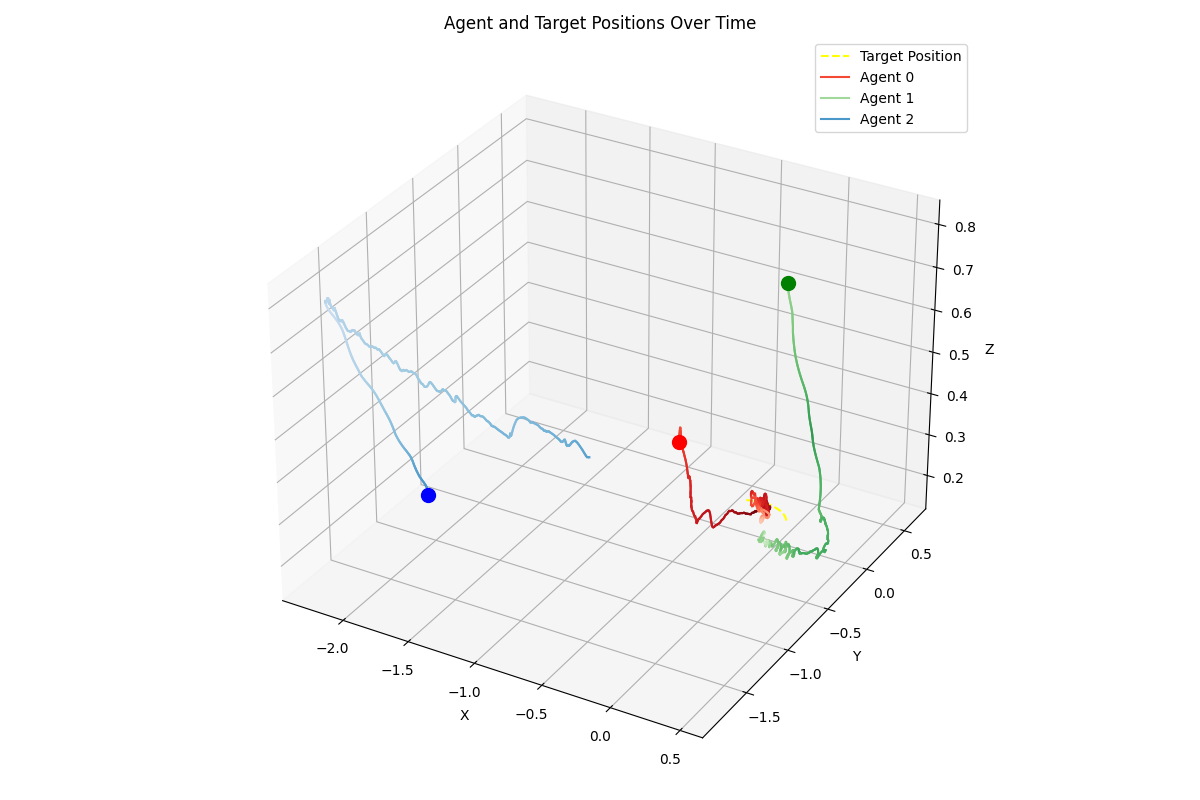 Agent and Target Positions Over Time
Target Position
Agent 0
Agent 1
Agent 2
0.8
0.7
0.6
0.5
0.4
0.3
0.2
Z
0.5
0.0
−0.5
−1.0
−1.5
Y
−2.0
−1.5
−1.0
−0.5
0.0
0.5
X